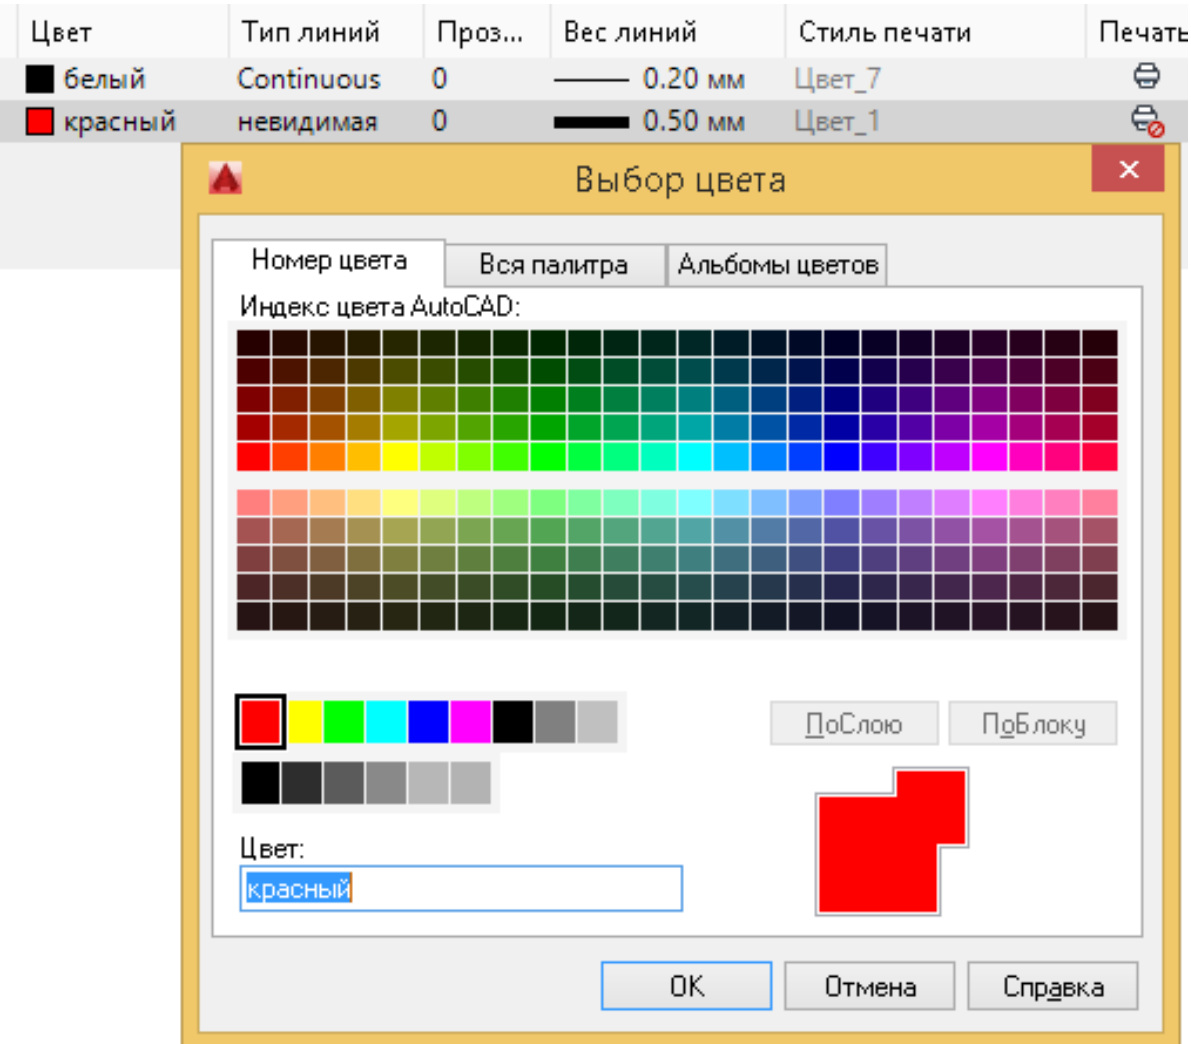 Цвет Тип линий Проз... Вес линий Стиль печати Печать
белый Continuous 0 0.20 мм Цвет_7
красный невидимая 0 0.50 мм Цвет_1
Выбор цвета
Номер цвета Вся палитра Альбомы цветов
Индекс цвета AutoCAD:
ПоСлою ПоБлоку
Цвет:
красный
OK Отмена Справка